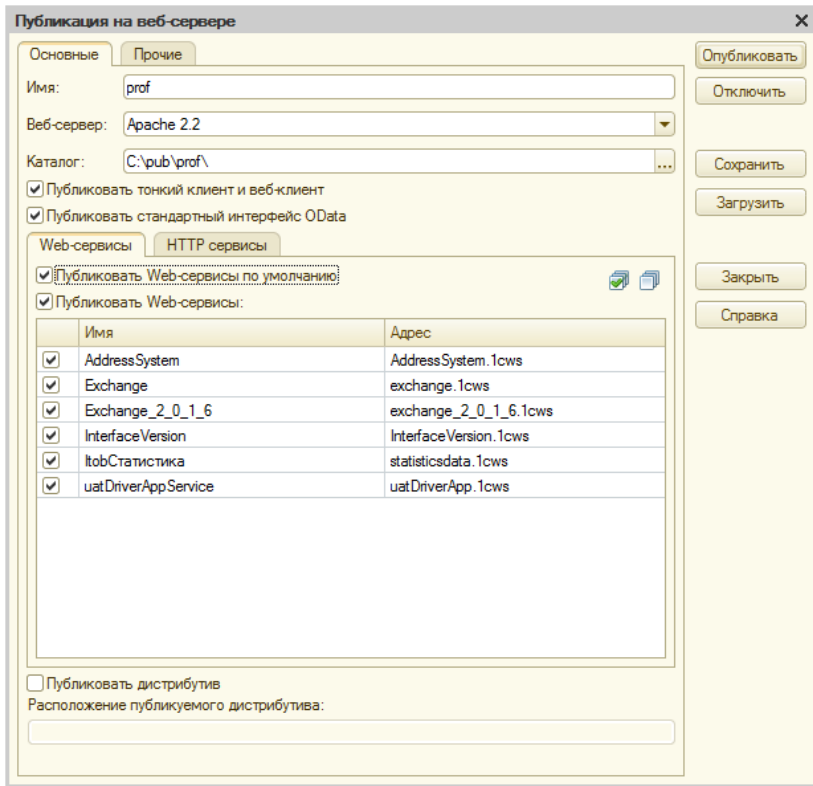 Публикация на веб-сервере
Основные Прочие
Опубликовать
Имя: prof
Отключить
Веб-сервер: Apache 2.2
Каталог: C:\pub\prof\ ...
Сохранить
Публиковать тонкий клиент и веб-клиент
Загрузить
Публиковать стандартный интерфейс OData
Web-сервисы HTTP сервисы
Публиковать Web-сервисы по умолчанию
Закрыть
Публиковать Web-сервисы:
Справка
Имя Адрес
AddressSystem AddressSystem.1cws
Exchange exchange.1cws
Exchange_2_0_1_6 exchange_2_0_1_6.1cws
InterfaceVersion InterfaceVersion.1cws
ItobСтатистика statisticsdata.1cws
uatDriverAppService uatDriverApp.1cws
Публиковать дистрибутив
Расположение публикуемого дистрибутива: